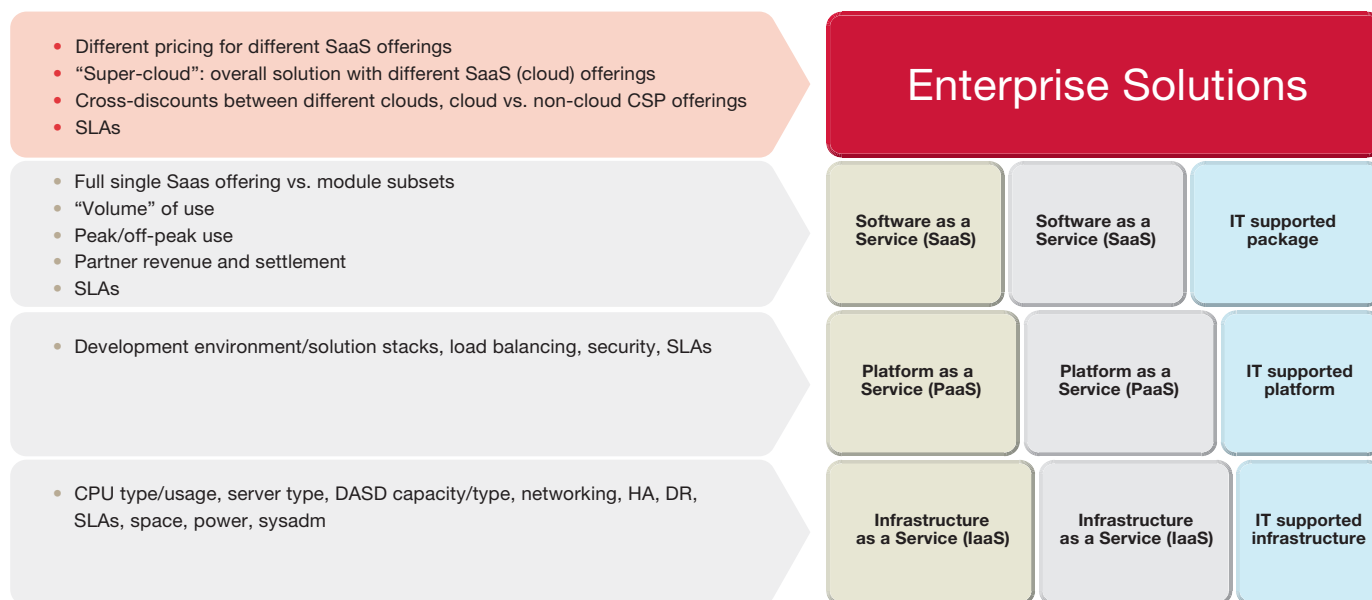 • Different pricing for different SaaS offerings
• “Super-cloud”: overall solution with different SaaS (cloud) offerings
• Cross-discounts between different clouds, cloud vs. non-cloud CSP offerings
• SLAs
Enterprise Solutions
• Full single Saas offering vs. module subsets
• “Volume” of use
• Peak/off-peak use
• Partner revenue and settlement
• SLAs
Software as a
Service (SaaS)
Software as a
Service (SaaS)
IT supported
package
• Development environment/solution stacks, load balancing, security, SLAs
Platform as a
Service (PaaS)
Platform as a
Service (PaaS)
IT supported
platform
• CPU type/usage, server type, DASD capacity/type, networking, HA, DR,
SLAs, space, power, sysadm
Infrastructure
as a Service (IaaS)
Infrastructure
as a Service (IaaS)
IT supported
infrastructure